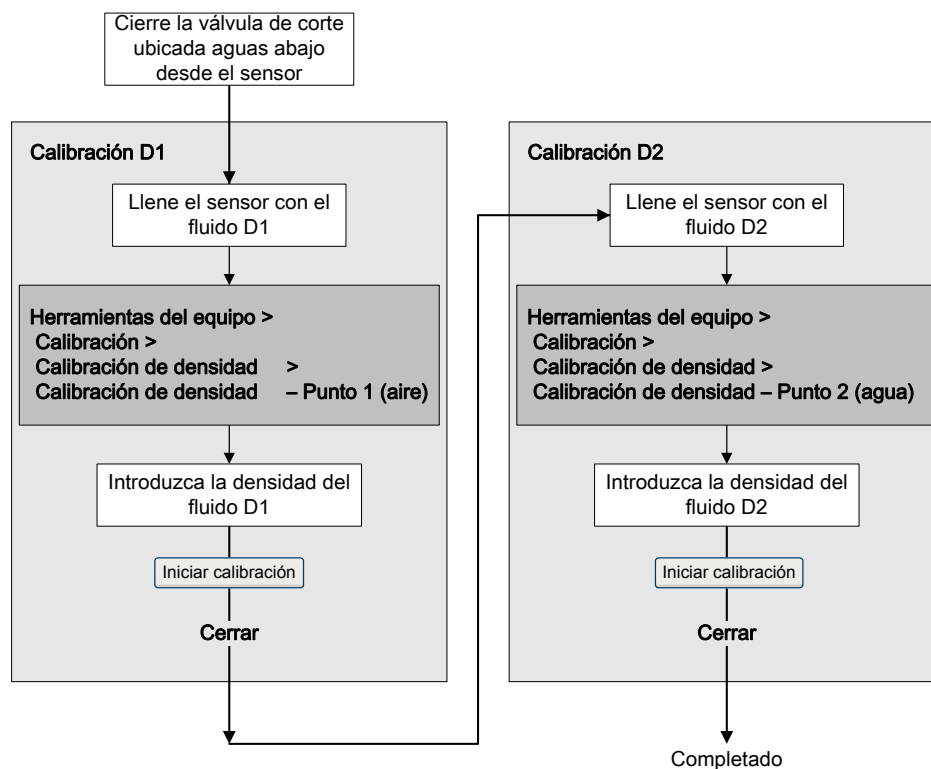 Cierre la válvula de corte
ubicada aguas abajo
desde el sensor
Calibración D1
Llene el sensor con el
fluido D1
Herramientas del equipo >
Calibración >
Calibración de densidad >
Calibración de densidad – Punto 1 (aire)
Introduzca la densidad del
fluido D1
Iniciar calibración
Cerrar
Calibración D2
Llene el sensor con el
fluido D2
Herramientas del equipo >
Calibración >
Calibración de densidad >
Calibración de densidad – Punto 2 (agua)
Introduzca la densidad del
fluido D2
Iniciar calibración
Cerrar
Completado